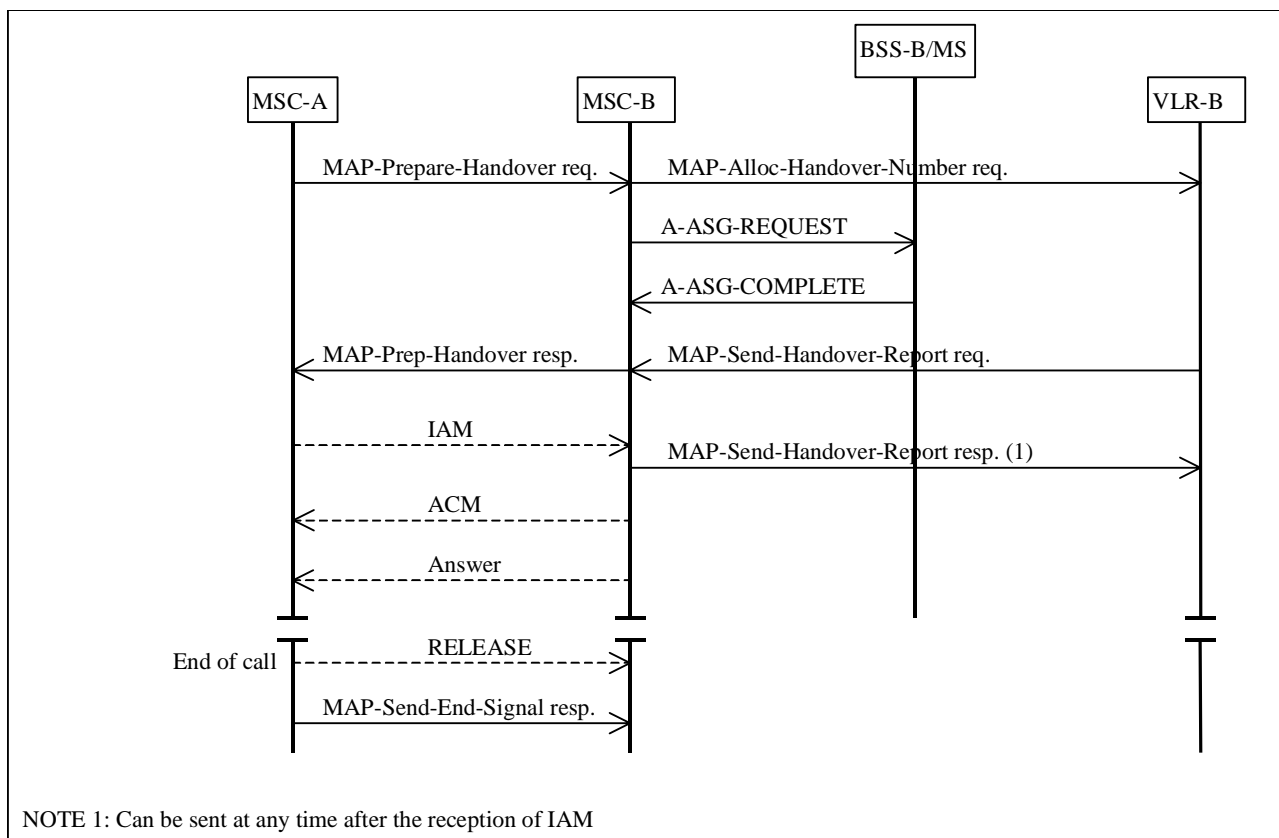 BSS-B/MS
MSC-A
MSC-B
VLR-B
MAP-Prepare-Handover req.
MAP-Alloc-Handover-Number req.
A-ASG-REQUEST
A-ASG-COMPLETE
MAP-Prep-Handover resp.
MAP-Send-Handover-Report req.
IAM
MAP-Send-Handover-Report resp. (1)
ACM
Answer
End of call
RELEASE
MAP-Send-End-Signal resp.
NOTE 1: Can be sent at any time after the reception of IAM